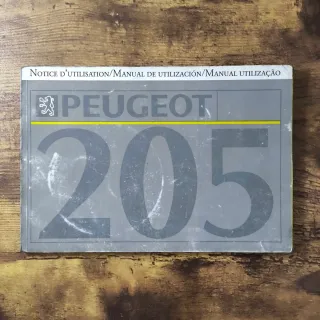 NOTICE D'UTILISATION/MANUAL DE UTILIZACIÓN/MANUAL UTILIZAÇÃO
PEUGEOT
205